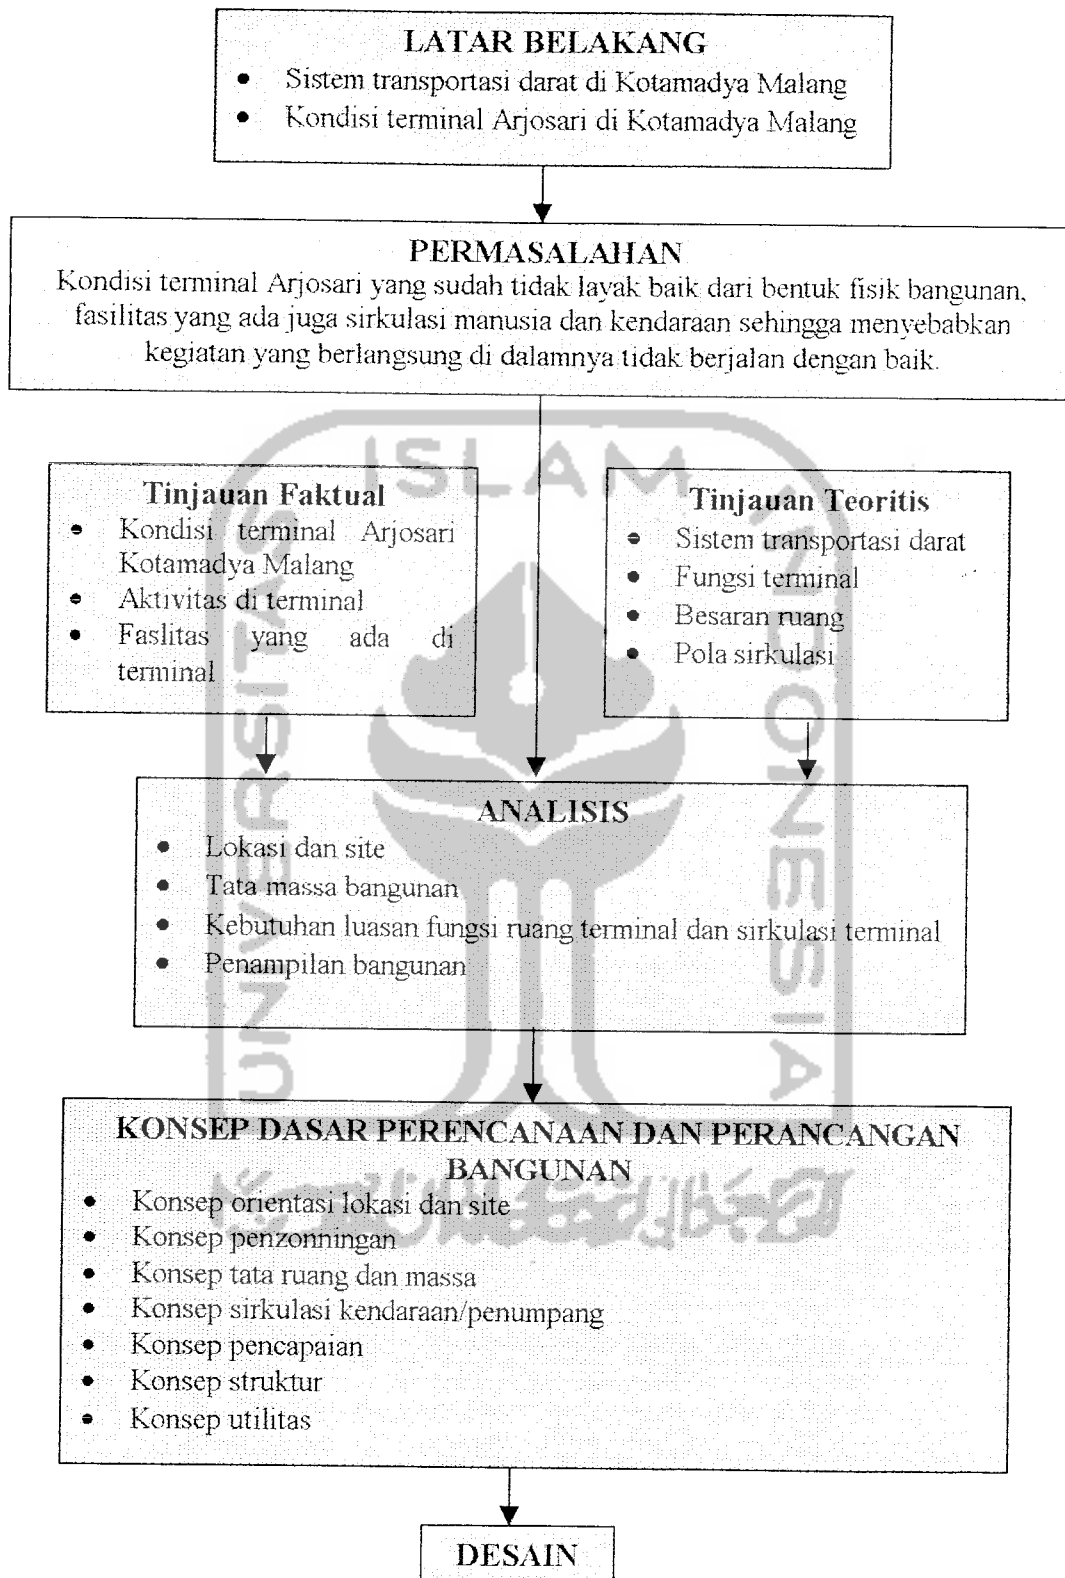 LATAR BELAKANG
• Sistem transportasi darat di Kotamadya Malang
• Kondisi terminal Arjosari di Kotamadya Malang
PERMASALAHAN
Kondisi terminal Arjosari yang sudah tidak layak baik dari bentuk fisik bangunan,
fasilitas yang ada juga sirkulasi manusia dan kendaraan sehingga menyebabkan
kegiatan yang berlangsung di dalamnya tidak berjalan dengan baik.
Tinjauan Faktual
• Kondisi terminal Arjosari
Kotamadya Malang
• Aktivitas di terminal
• Faslitas yang ada di
terminal
Tinjauan Teoritis
• Sistem transportasi darat
• Fungsi terminal
• Besaran ruang
• Pola sirkulasi
ANALISIS
• Lokasi dan site
• Tata massa bangunan
• Kebutuhan luasan fungsi ruang terminal dan sirkulasi terminal
• Penampilan bangunan
KONSEP DASAR PERENCANAAN DAN PERANCANGAN
BANGUNAN
• Konsep orientasi lokasi dan site
• Konsep penzonningan
• Konsep tata ruang dan massa
• Konsep sirkulasi kendaraan/penumpang
• Konsep pencapaian
• Konsep struktur
• Konsep utilitas
DESAIN
UNIVERSITAS
ISLAM
INDONESIA